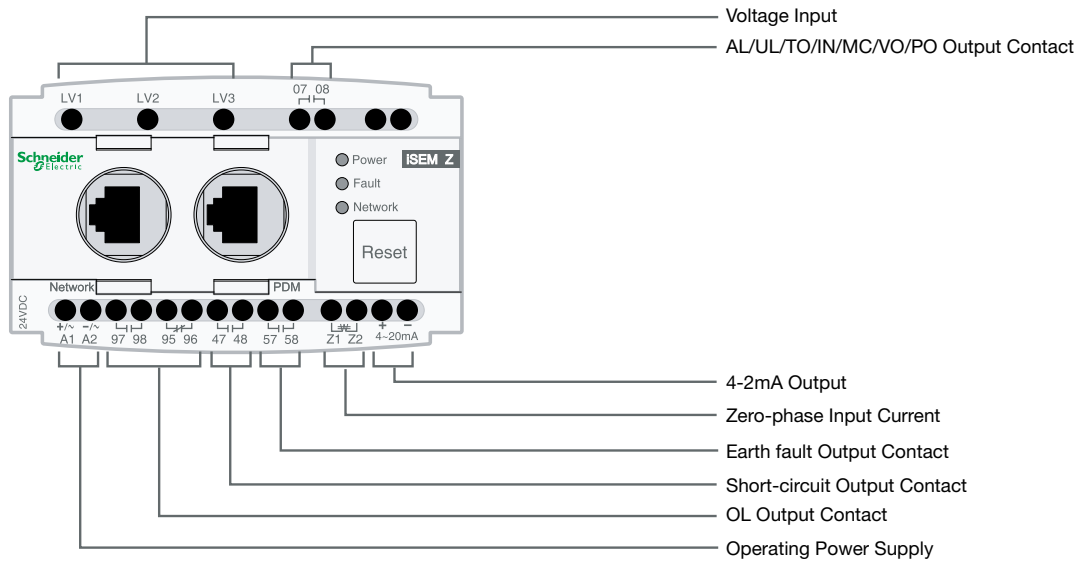 Voltage Input
AL/UL/TO/IN/MC/VO/PO Output Contact
07 08
LV1 LV2 LV3
Schneider
Electric
Power iSEM Z
Fault
Network
Reset
Network PDM
24VDC
+/~ −/~ + −
A1 A2 97 98 95 96 47 48 57 58 Z1 Z2 4~20mA
4-2mA Output
Zero-phase Input Current
Earth fault Output Contact
Short-circuit Output Contact
OL Output Contact
Operating Power Supply